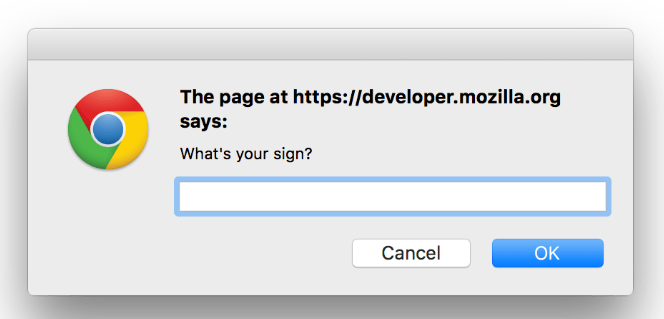 The page at https://developer.mozilla.org
says:
What's your sign?
Cancel
OK